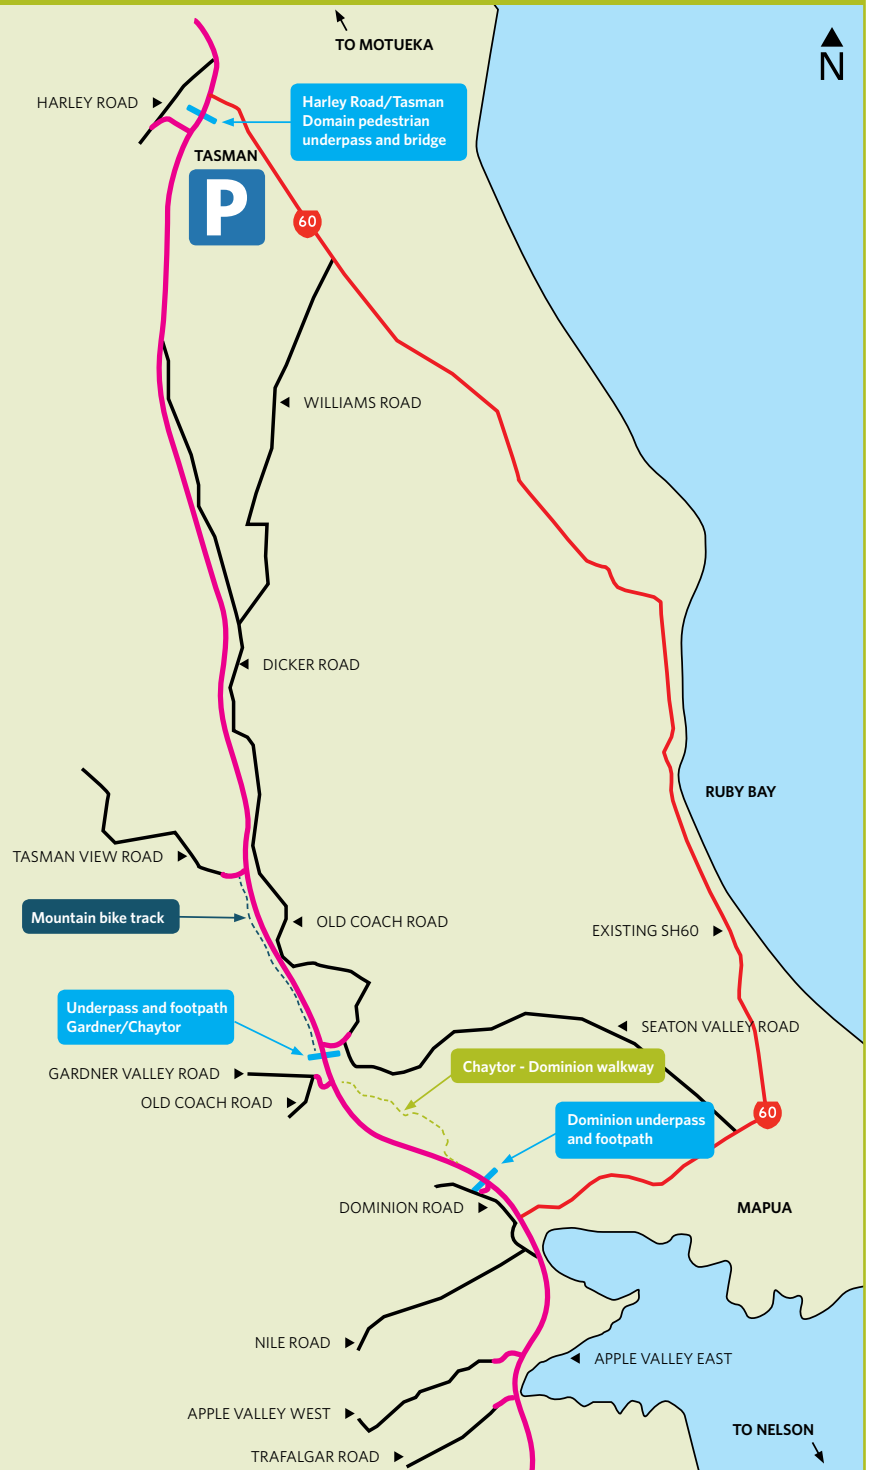 TO MOTUEKA
N
HARLEY ROAD
Harley Road/Tasman
Domain pedestrian
underpass and bridge
TASMAN
P
60
WILLIAMS ROAD
DICKER ROAD
RUBY BAY
TASMAN VIEW ROAD
Mountain bike track
OLD COACH ROAD
EXISTING SH60
Underpass and footpath
Gardner/Chaytor
SEATON VALLEY ROAD
GARDNER VALLEY ROAD
Chaytor - Dominion walkway
OLD COACH ROAD
60
Dominion underpass
and footpath
DOMINION ROAD
MAPUA
NILE ROAD
APPLE VALLEY EAST
APPLE VALLEY WEST
TO NELSON
TRAFALGAR ROAD